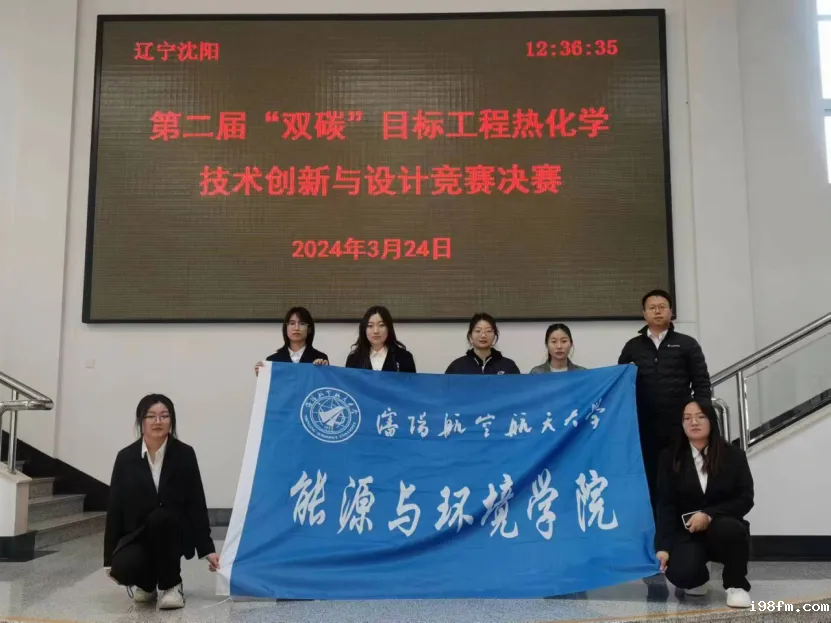 辽宁沈阳 12:36:35
第二届“双碳”目标工程热化学
技术创新与设计竞赛决赛
2024年3月24日
瀋陽航空航天大学
能源与环境学院
i98fm.com